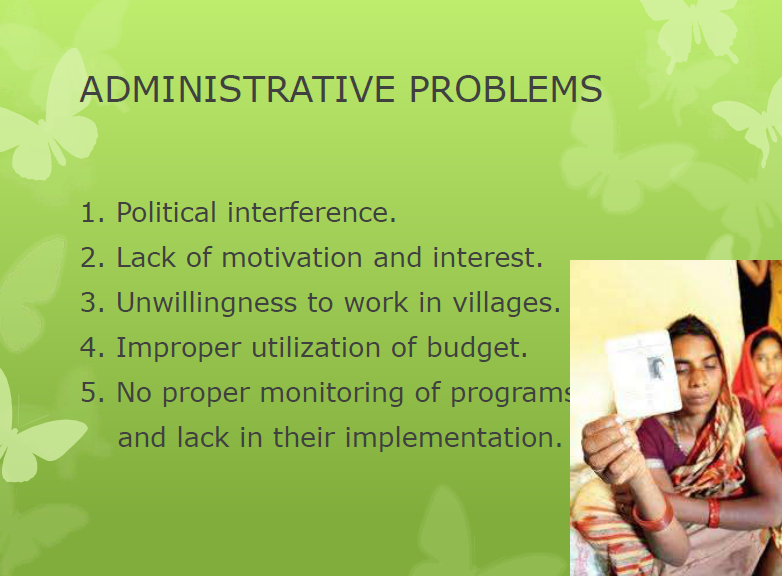 ADMINISTRATIVE PROBLEMS
1. Political interference.
2. Lack of motivation and interest.
3. Unwillingness to work in villages.
4. Improper utilization of budget.
5. No proper monitoring of programs
and lack in their implementation.